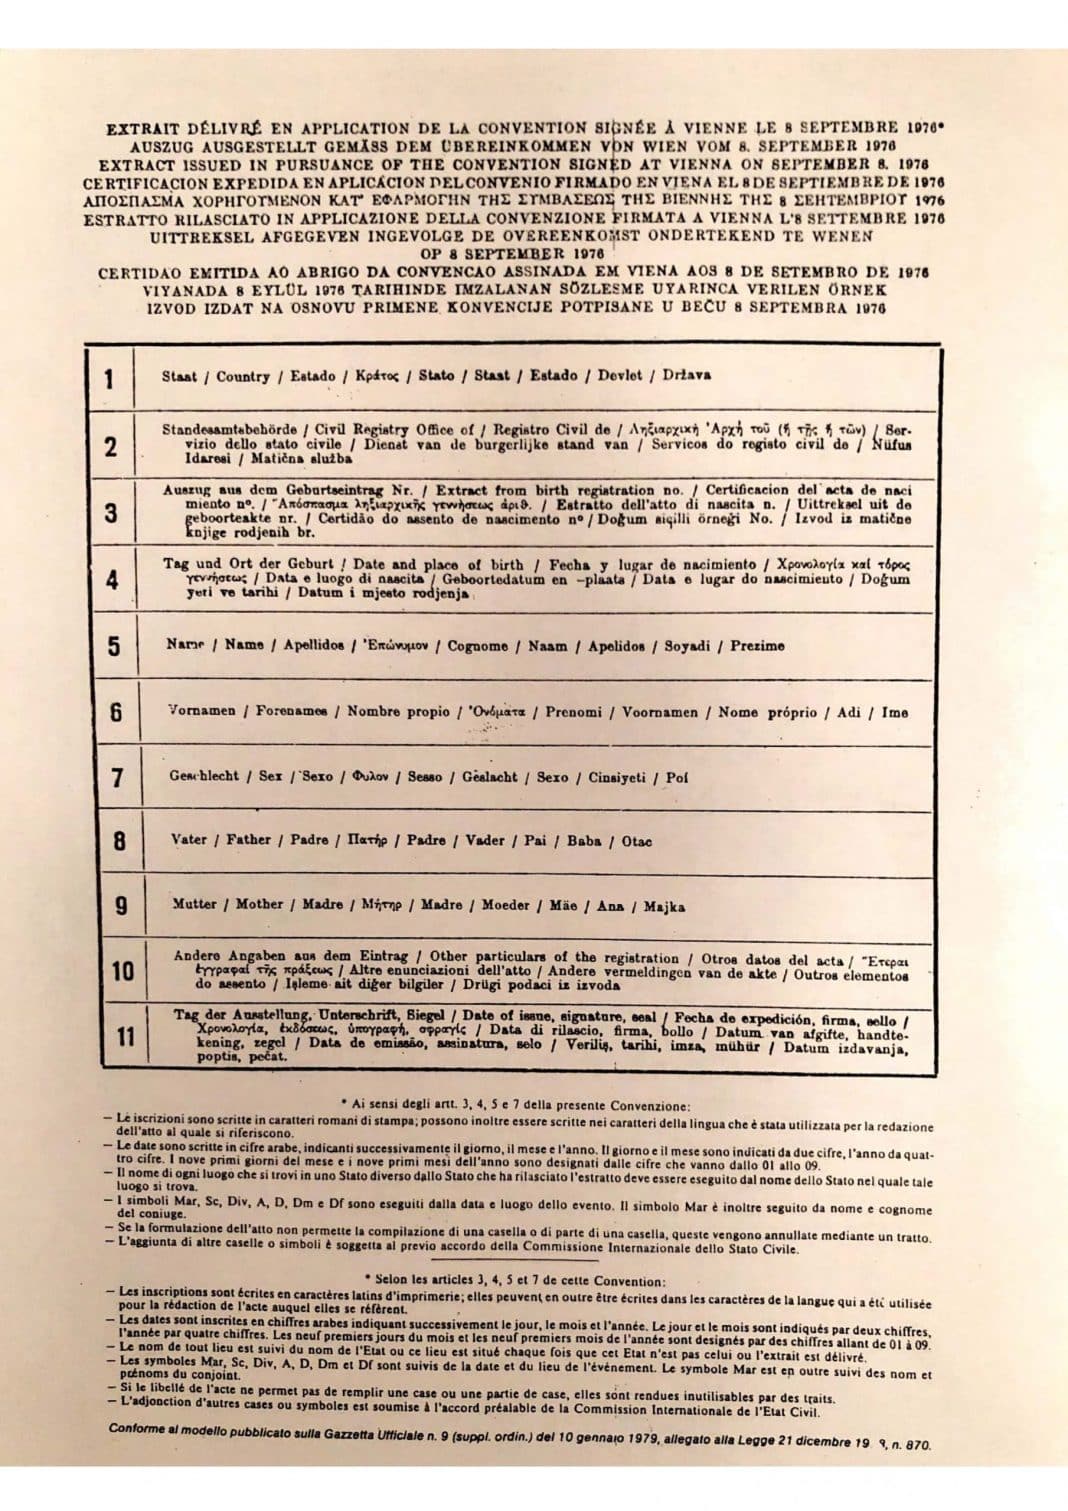 EXTRAIT DÉLIVRÉ EN APPLICATION DE LA CONVENTION SIGNÉE À VIENNE LE 8 SEPTEMBRE 1976*
AUSZUG AUSGESTELLT GEMÄSS DEM ÜBEREINKOMMEN VON WIEN VOM 8. SEPTEMBER 1976
EXTRACT ISSUED IN PURSUANCE OF THE CONVENTION SIGNED AT VIENNA ON SEPTEMBER 8. 1976
CERTIFICACION EXPEDIDA EN APLICÁCION DEL CONVENIO FIRMADO EN VIENA EL 8 DE SEPTIEMBRE DE 1976
ΑΠΟΣΠΑΣΜΑ ΧΟΡΗΓΟΥΜΕΝΟΝ ΚΑΤ' ΕΦΑΡΜΟΓΗΝ ΤΗΣ ΣΥΜΒΑΣΕΩΣ ΤΗΣ ΒΙΕΝΝΗΣ ΤΗΣ 8 ΣΕΠΤΕΜΒΡΙΟΥ 1976
ESTRATTO RILASCIATO IN APPLICAZIONE DELLA CONVENZIONE FIRMATA A VIENNA L'8 SETTEMBRE 1976
UITTREKSEL AFGEGEVEN INGEVOLGE DE OVEREENKOMST ONDERTEKEND TE WENEN
OP 8 SEPTEMBER 1976
CERTIDAO EMITIDA AO ABRIGO DA CONVENCAO ASSINADA EM VIENA AOS 8 DE SETEMBRO DE 1976
VIYANADA 8 EYLÜL 1976 TARIHINDE IMZALANAN SÖZLESME UYARINCA VERILEN ÖRNEK
IZVOD IZDAT NA OSNOVU PRIMENE KONVENCIJE POTPISANE U BEČU 8 SEPTEMBRA 1976
1 Staat / Country / Estado / Κράτος / Stato / Staat / Estado / Devlet / Država
2 Standesamtsbehörde / Civil Registry Office of / Registro Civil de / Ληξιαρχική 'Αρχή τοῦ (ἤ τῆς ἤ τῶν) / Ser-
vizio dello stato civile / Dienst van de burgerlijke stand van / Servicos do registo civil de / Nüfus
Idaresi / Matična služba
3 Auszug aus dem Geburtseintrag Nr. / Extract from birth registration no. / Certificacion del acta de naci
miento nº. / "Απόσπασμα ληξιαρχικῆς γεννήσεως ἀριθ. / Estratto dell'atto di nascita n. / Uittreksel uit de
geboorteakte nr. / Certidão do assento de nascimento nº / Doğum siçilli örneği No. / Izvod iz matične
knjige rodjenih br.
4 Tag und Ort der Geburt / Date and place of birth / Fecha y lugar de nacimiento / Χρονολογία καί τόρος
γεννήσεως / Data e luogo di nascita / Geboortedatum en -plaats / Data e lugar do nascimiento / Doğum
yeri ve tarihi / Datum i mjesto rodjenja
5 Name / Name / Apellidos / 'Επώνυμον / Cognome / Naam / Apelidos / Soyadi / Prezime
6 Vornamen / Forenames / Nombre propio / 'Ονόματα / Prenomi / Voornamen / Nome próprio / Adi / Ime
7 Geschlecht / Sex / Sexo / Φυλον / Sesso / Geslacht / Sexo / Cinsiyeti / Pol
8 Vater / Father / Padre / Πατήρ / Padre / Vader / Pai / Baba / Otac
9 Mutter / Mother / Madre / Μήτηρ / Madre / Moeder / Mäe / Ana / Majka
10 Andere Angaben aus dem Eintrag / Other particulars of the registration / Otros datos del acta / "Ετεραι
ἐγγραφαί τῆς πράξεως / Altre enunciazioni dell'atto / Andere vermeldingen van de akte / Outros elementos
do assento / Işleme ait diğer bilgiler / Drügi podaci iz izvoda
11 Tag der Ausstellung, Unterschrift, Siegel / Date of issue, signature, seal / Fecha de expedición, firma, sello /
Χρονολογία, ἐκδόσεως, ὑπογραφή, σφραγίς / Data di rilascio, firma, bollo / Datum van afgifte, handte-
kening, zegel / Data de emissão, assinatura, selo / Veriliş, tarihi, imza, mühür / Datum izdavanja,
poptis, pečat.
* Ai sensi degli artt. 3, 4, 5 e 7 della presente Convenzione:
— Le iscrizioni sono scritte in caratteri romani di stampa; possono inoltre essere scritte nei caratteri della lingua che è stata utilizzata per la redazione
dell'atto al quale si riferiscono.
— Le date sono scritte in cifre arabe, indicanti successivamente il giorno, il mese e l'anno. Il giorno e il mese sono indicati da due cifre, l'anno da quat-
tro cifre. I nove primi giorni del mese e i nove primi mesi dell'anno sono designati dalle cifre che vanno dallo 01 allo 09.
— Il nome di ogni luogo che si trovi in uno Stato diverso dallo Stato che ha rilasciato l'estratto deve essere eseguito dal nome dello Stato nel quale tale
luogo si trova.
— I simboli Mar, Sc, Div, A, D, Dm e Df sono eseguiti dalla data e luogo dello evento. Il simbolo Mar è inoltre seguito da nome e cognome
del coniuge.
— Se la formulazione dell'atto non permette la compilazione di una casella o di parte di una casella, queste vengono annullate mediante un tratto.
— L'aggiunta di altre caselle o simboli è soggetta al previo accordo della Commissione Internazionale dello Stato Civile.
* Selon les articles 3, 4, 5 et 7 de cette Convention:
— Les inscriptions sont écrites en caractères latins d'imprimerie; elles peuvent en outre être écrites dans les caractères de la langue qui a été utilisée
pour la rédaction de l'acte auquel elles se réfèrent.
— Les dates sont inscrites en chiffres arabes indiquant successivement le jour, le mois et l'année. Le jour et le mois sont indiqués par deux chiffres,
l'année par quatre chiffres. Les neuf premiers jours du mois et les neuf premiers mois de l'année sont designés par des chiffres allant de 01 à 09.
— Le nom de tout lieu est suivi du nom de l'Etat ou ce lieu est situé chaque fois que cet Etat n'est pas celui ou l'extrait est délivré.
— Les symboles Mar, Sc, Div, A, D, Dm et Df sont suivis de la date et du lieu de l'événement. Le symbole Mar est en outre suivi des nom et
prénoms du conjoint.
— Si le libellé de l'acte ne permet pas de remplir une case ou une partie de case, elles sont rendues inutilisables par des traits.
— L'adjonction d'autres cases ou symboles est soumise à l'accord préalable de la Commission Internationale de l'Etat Civil.
Conforme al modello pubblicato sulla Gazzetta Ufficiale n. 9 (suppl. ordin.) del 10 gennaio 1979, allegato alla Legge 21 dicembre 19 , n. 870.